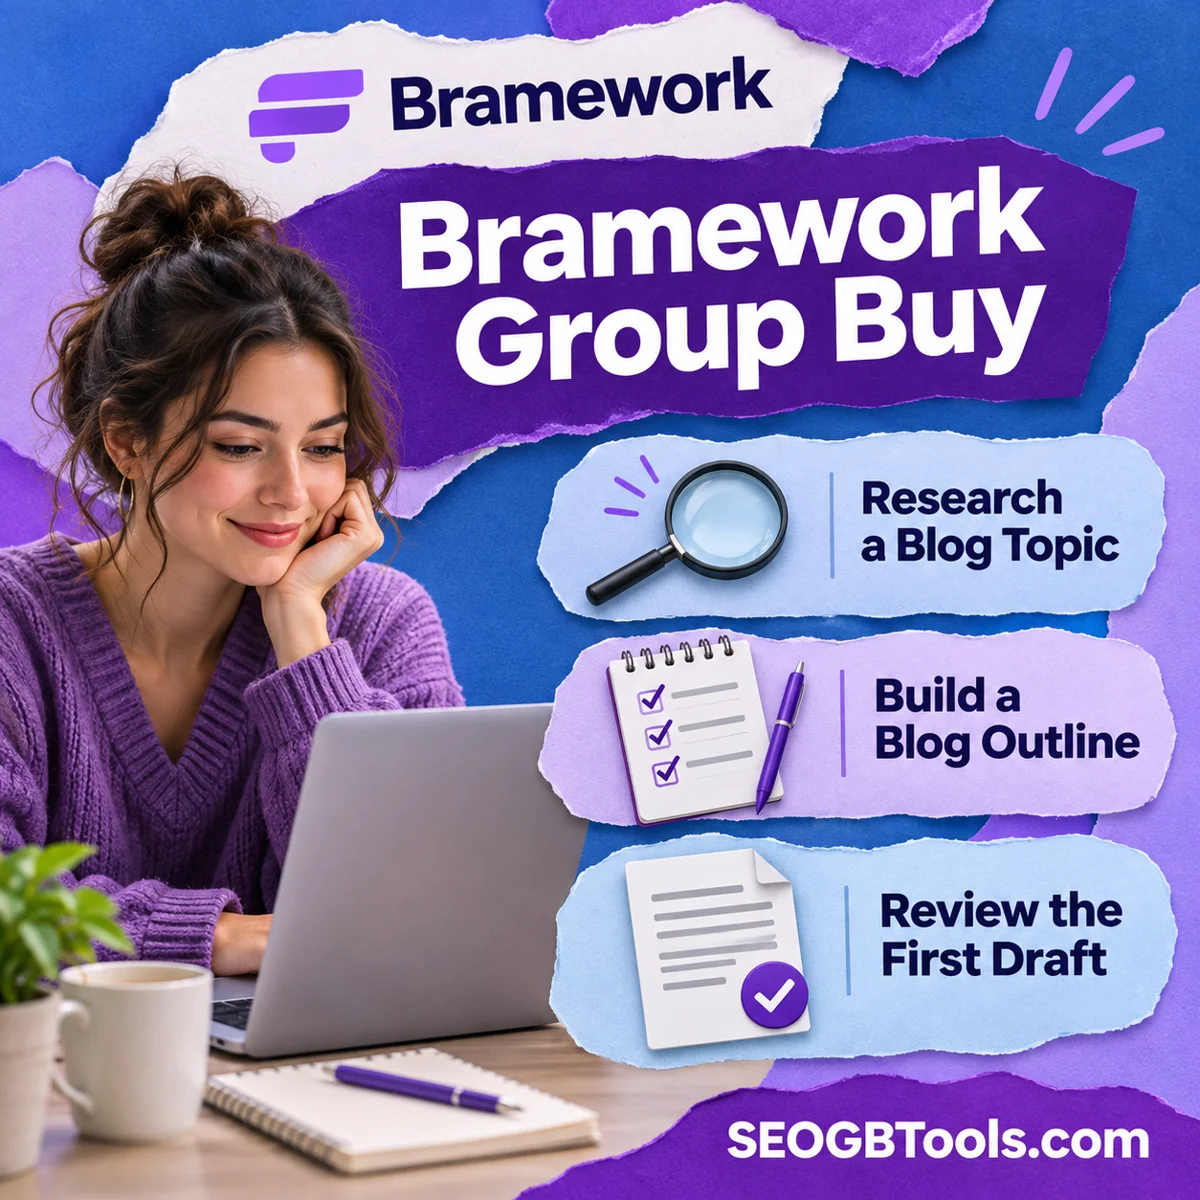 Bramework
Bramework
Group Buy
Research
a Blog Topic
Build a
Blog Outline
Review the
First Draft
SEOGBTools.com